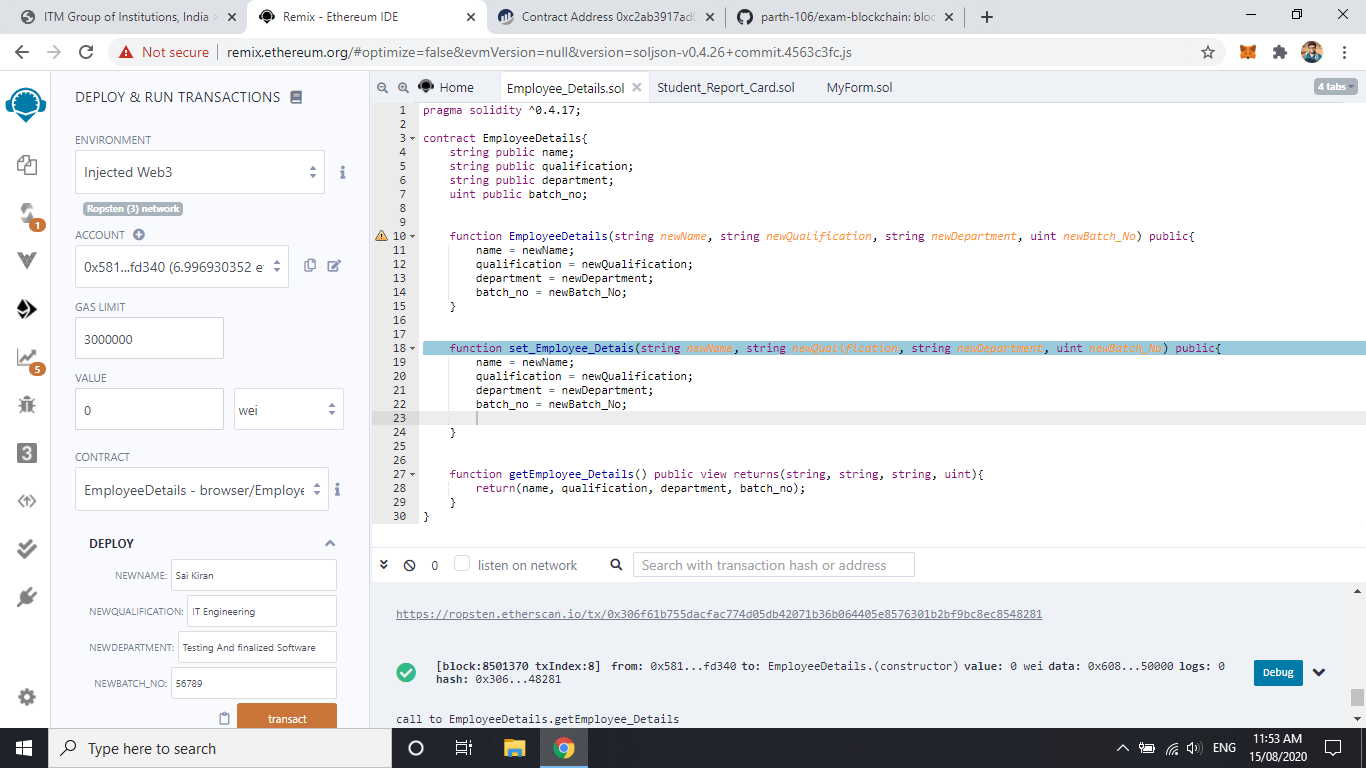 ITM Group of Institutions, India
Remix - Ethereum IDE
Contract Address 0xc2ab3917ad
parth-106/exam-blockchain: bloc
Not secure
remix.ethereum.org/#optimize=false&evmVersion=null&version=soljson-v0.4.26+commit.4563c3fc.js
DEPLOY & RUN TRANSACTIONS
ENVIRONMENT
Injected Web3
Ropsten (3) network
ACCOUNT
0x581...fd340 (6.996930352 e
GAS LIMIT
3000000
VALUE
0
wei
CONTRACT
EmployeeDetails - browser/Employe
DEPLOY
NEWNAME: Sai Kiran
NEWQUALIFICATION: IT Engineering
NEWDEPARTMENT: Testing And finalized Software
NEWBATCH_NO: 56789
transact
1
5
3
Home
Employee_Details.sol
Student_Report_Card.sol
MyForm.sol
4 tabs
1 pragma solidity ^0.4.17;
2
3 contract EmployeeDetails{
4 string public name;
5 string public qualification;
6 string public department;
7 uint public batch_no;
8
9
10 function EmployeeDetails(string newName, string newQualification, string newDepartment, uint newBatch_No) public{
11 name = newName;
12 qualification = newQualification;
13 department = newDepartment;
14 batch_no = newBatch_No;
15 }
16
17
18 function set_Employee_Detais(string newName, string newQualification, string newDepartment, uint newBatch_No) public{
19 name = newName;
20 qualification = newQualification;
21 department = newDepartment;
22 batch_no = newBatch_No;
23
24 }
25
26
27 function getEmployee_Details() public view returns(string, string, string, uint){
28 return(name, qualification, department, batch_no);
29 }
30 }
0
listen on network
Search with transaction hash or address
https://ropsten.etherscan.io/tx/0x306f61b755dacfac774d05db42071b36b064405e8576301b2bf9bc8ec8548281
[block:8501370 txIndex:8] from: 0x581...fd340 to: EmployeeDetails.(constructor) value: 0 wei data: 0x608...50000 logs: 0
hash: 0x306...48281
Debug
call to EmployeeDetails.getEmployee_Details
Type here to search
ENG
11:53 AM
15/08/2020